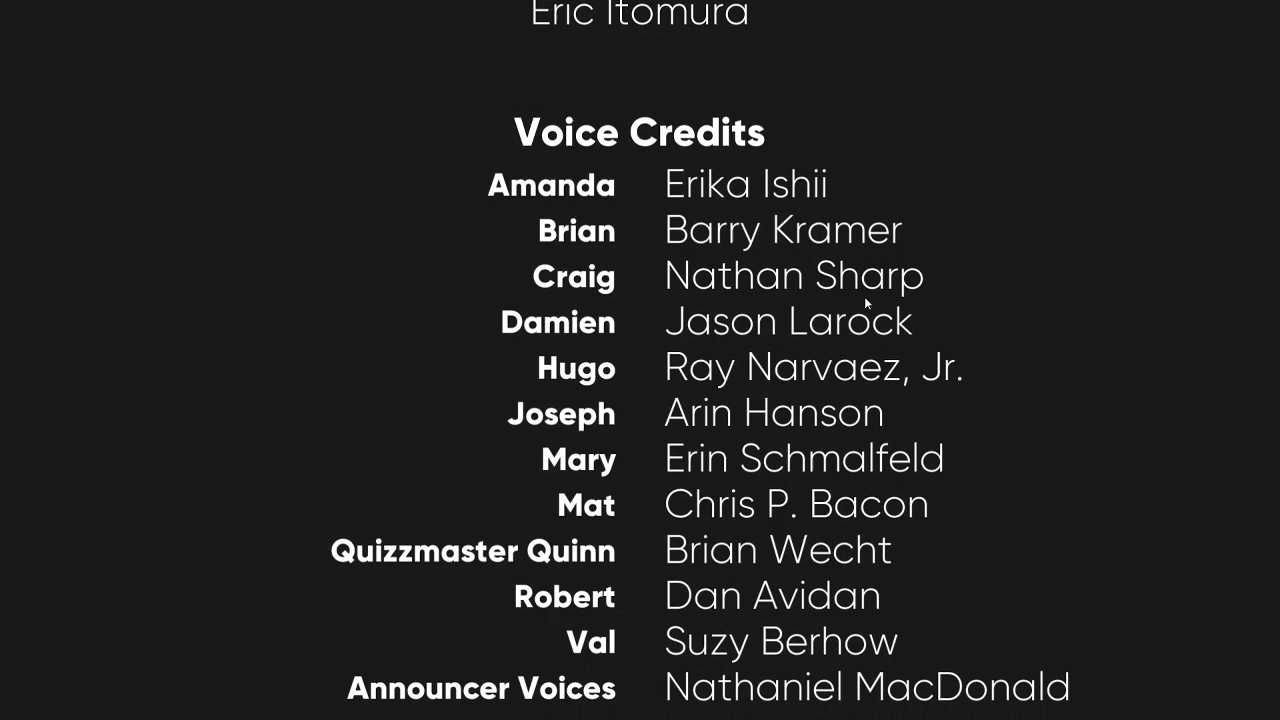 Eric Itomura
Voice Credits
Amanda Erika Ishii
Brian Barry Kramer
Craig Nathan Sharp
Damien Jason Larock
Hugo Ray Narvaez, Jr.
Joseph Arin Hanson
Mary Erin Schmalfeld
Mat Chris P. Bacon
Quizzmaster Quinn Brian Wecht
Robert Dan Avidan
Val Suzy Berhow
Announcer Voices Nathaniel MacDonald